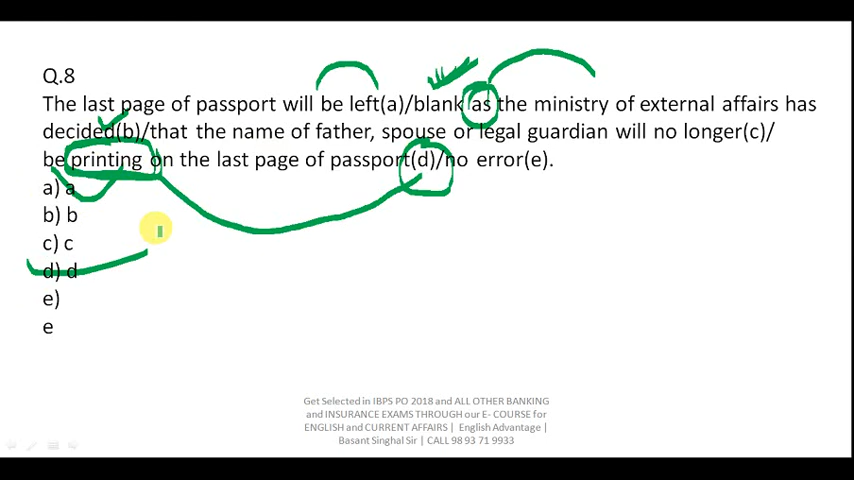 Q.8
The last page of passport will be left(a)/blank as the ministry of external affairs has
decided(b)/that the name of father, spouse or legal guardian will no longer(c)/
be printing on the last page of passport(d)/no error(e).
a) a
b) b
c) c
d) d
e)
e
Get Selected in IBPS PO 2018 and ALL OTHER BANKING
and INSURANCE EXAMS THROUGH our E- COURSE for
ENGLISH and CURRENT AFFAIRS | English Advantage |
Basant Singhal Sir | CALL 98 93 71 9933